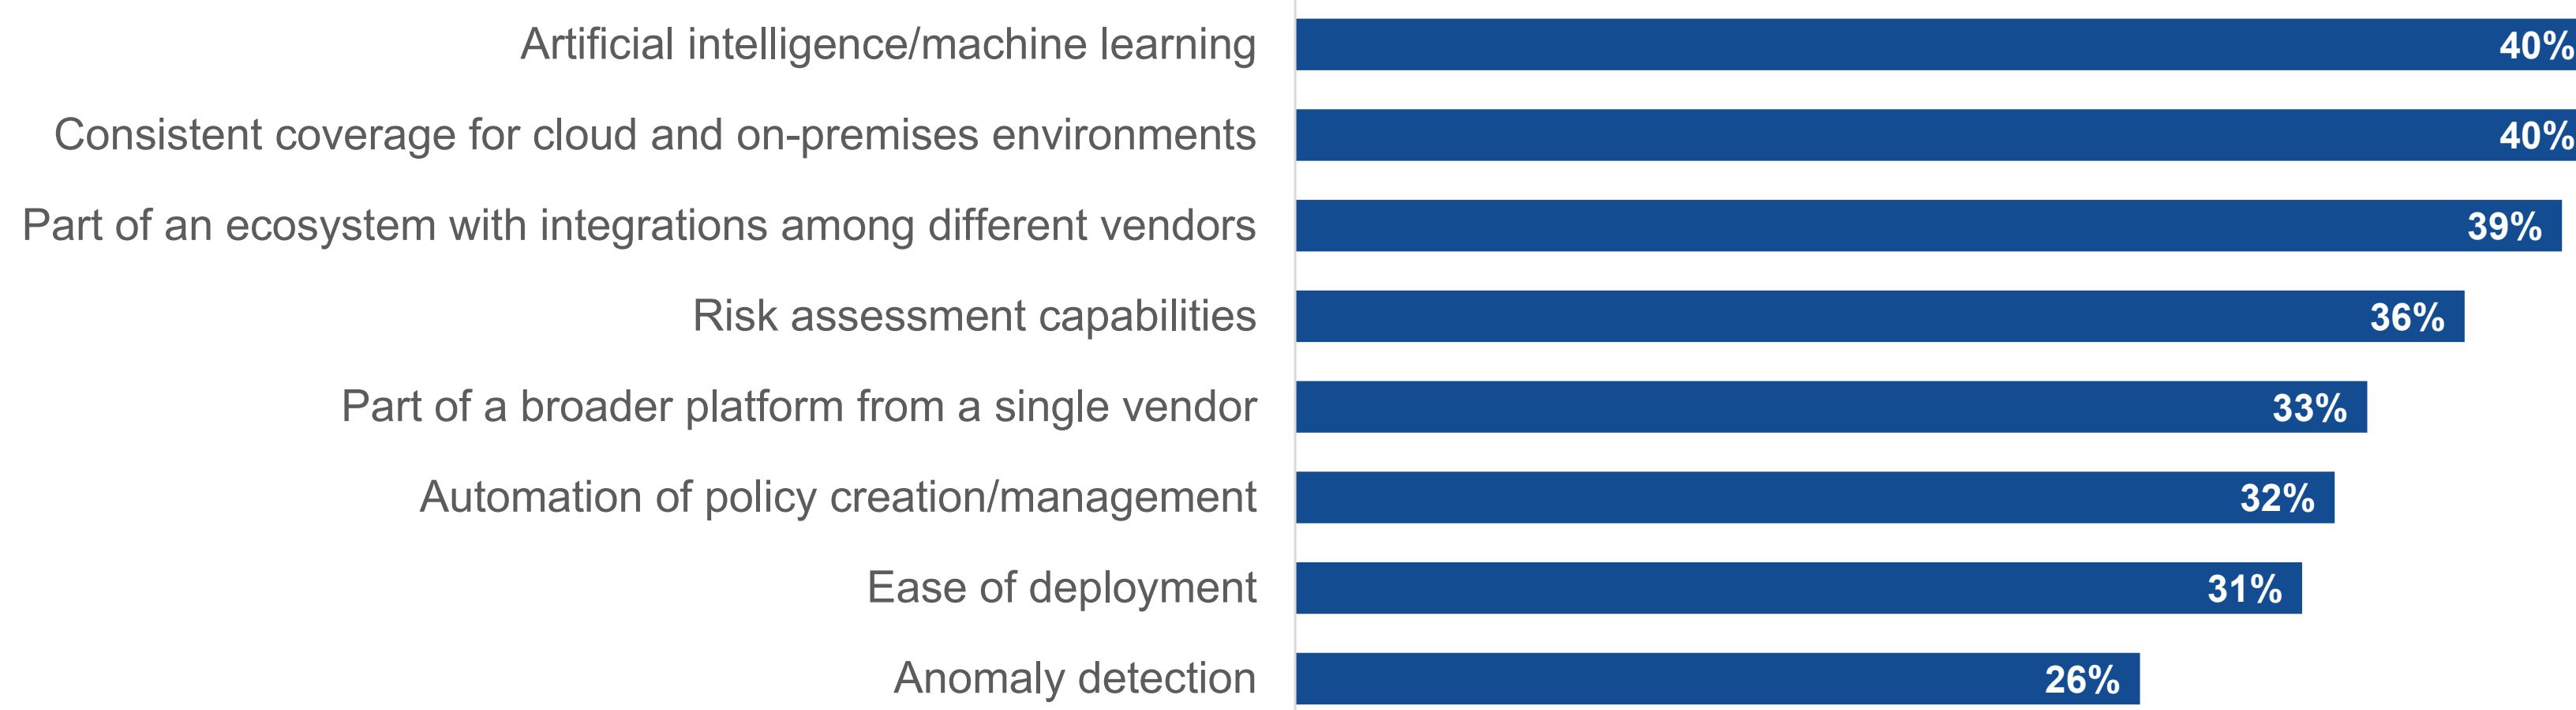 Artificial intelligence/machine learning 40%
Consistent coverage for cloud and on-premises environments 40%
Part of an ecosystem with integrations among different vendors 39%
Risk assessment capabilities 36%
Part of a broader platform from a single vendor 33%
Automation of policy creation/management 32%
Ease of deployment 31%
Anomaly detection 26%